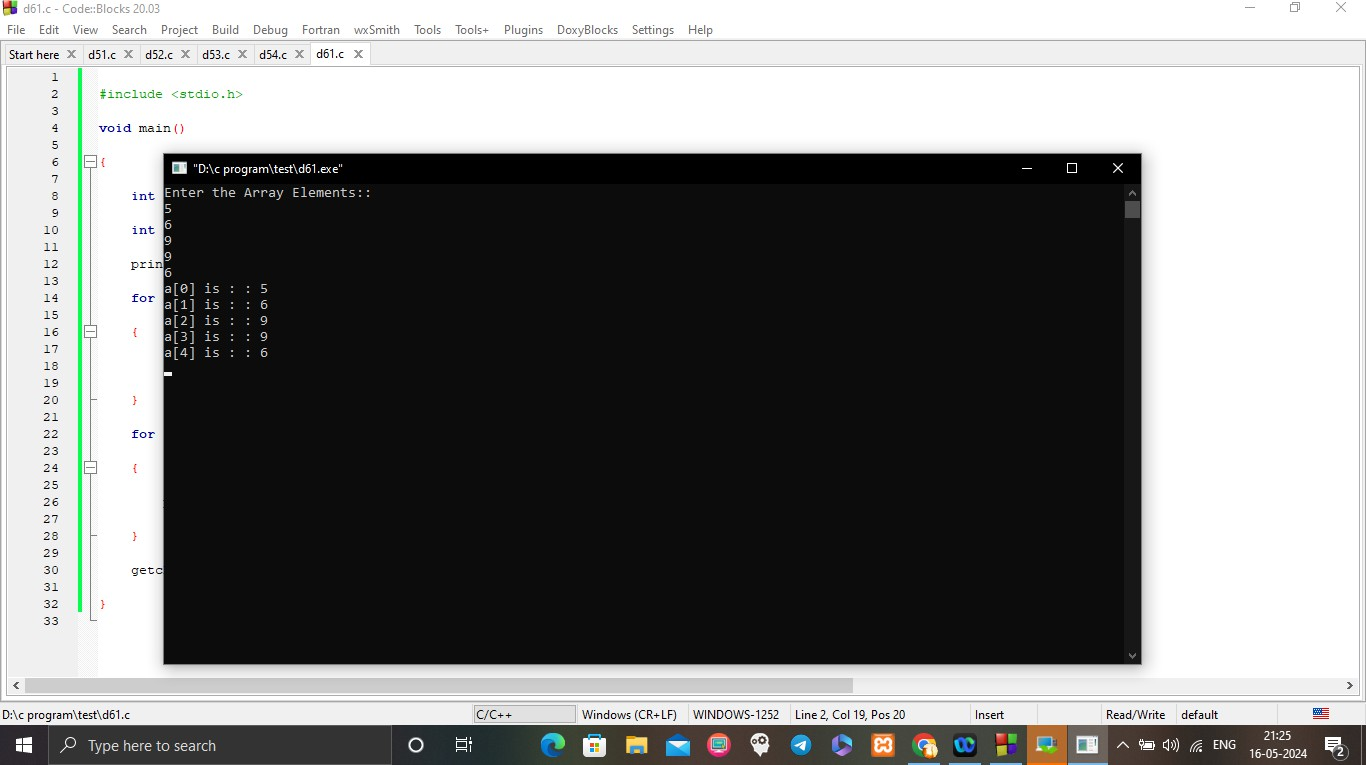 d61.c - Code::Blocks 20.03
File Edit View Search Project Build Debug Fortran wxSmith Tools Tools+ Plugins DoxyBlocks Settings Help
Start here d51.c d52.c d53.c d54.c d61.c
1
2 #include <stdio.h>
3
4 void main()
5
6 {
7
8 int
9
10 int
11
12 prin
13
14 for
15
16 {
17
18
19
20 }
21
22 for
23
24 {
25
26
27
28 }
29
30 getc
31
32 }
33
"D:\c program\test\d61.exe"
Enter the Array Elements::
5
6
9
9
6
a[0] is : : 5
a[1] is : : 6
a[2] is : : 9
a[3] is : : 9
a[4] is : : 6
D:\c program\test\d61.c C/C++ Windows (CR+LF) WINDOWS-1252 Line 2, Col 19, Pos 20 Insert Read/Write default
Type here to search
ENG
21:25
16-05-2024
2